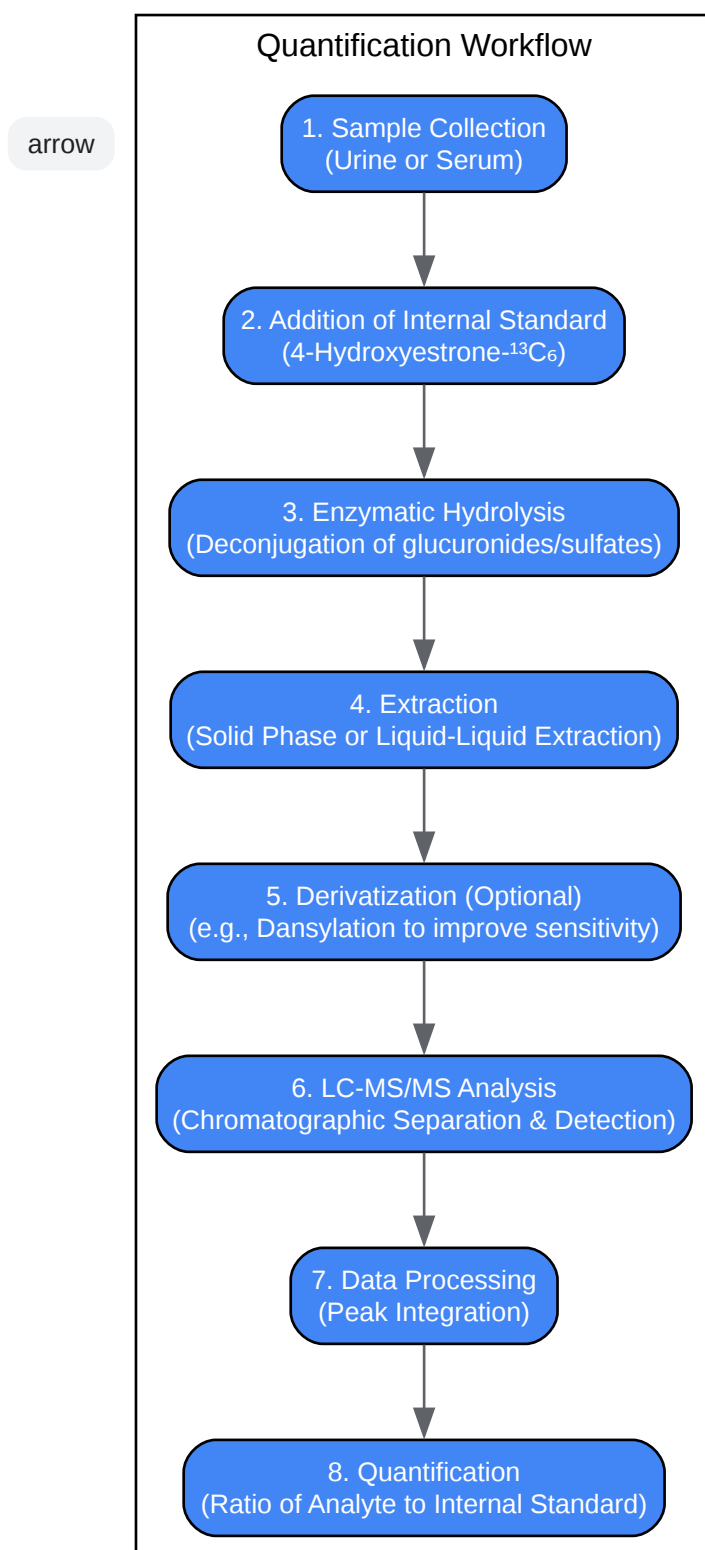 Quantification Workflow
arrow
1. Sample Collection
(Urine or Serum)
2. Addition of Internal Standard
(4-Hydroxyestrone-¹³C₆)
3. Enzymatic Hydrolysis
(Deconjugation of glucuronides/sulfates)
4. Extraction
(Solid Phase or Liquid-Liquid Extraction)
5. Derivatization (Optional)
(e.g., Dansylation to improve sensitivity)
6. LC-MS/MS Analysis
(Chromatographic Separation & Detection)
7. Data Processing
(Peak Integration)
8. Quantification
(Ratio of Analyte to Internal Standard)